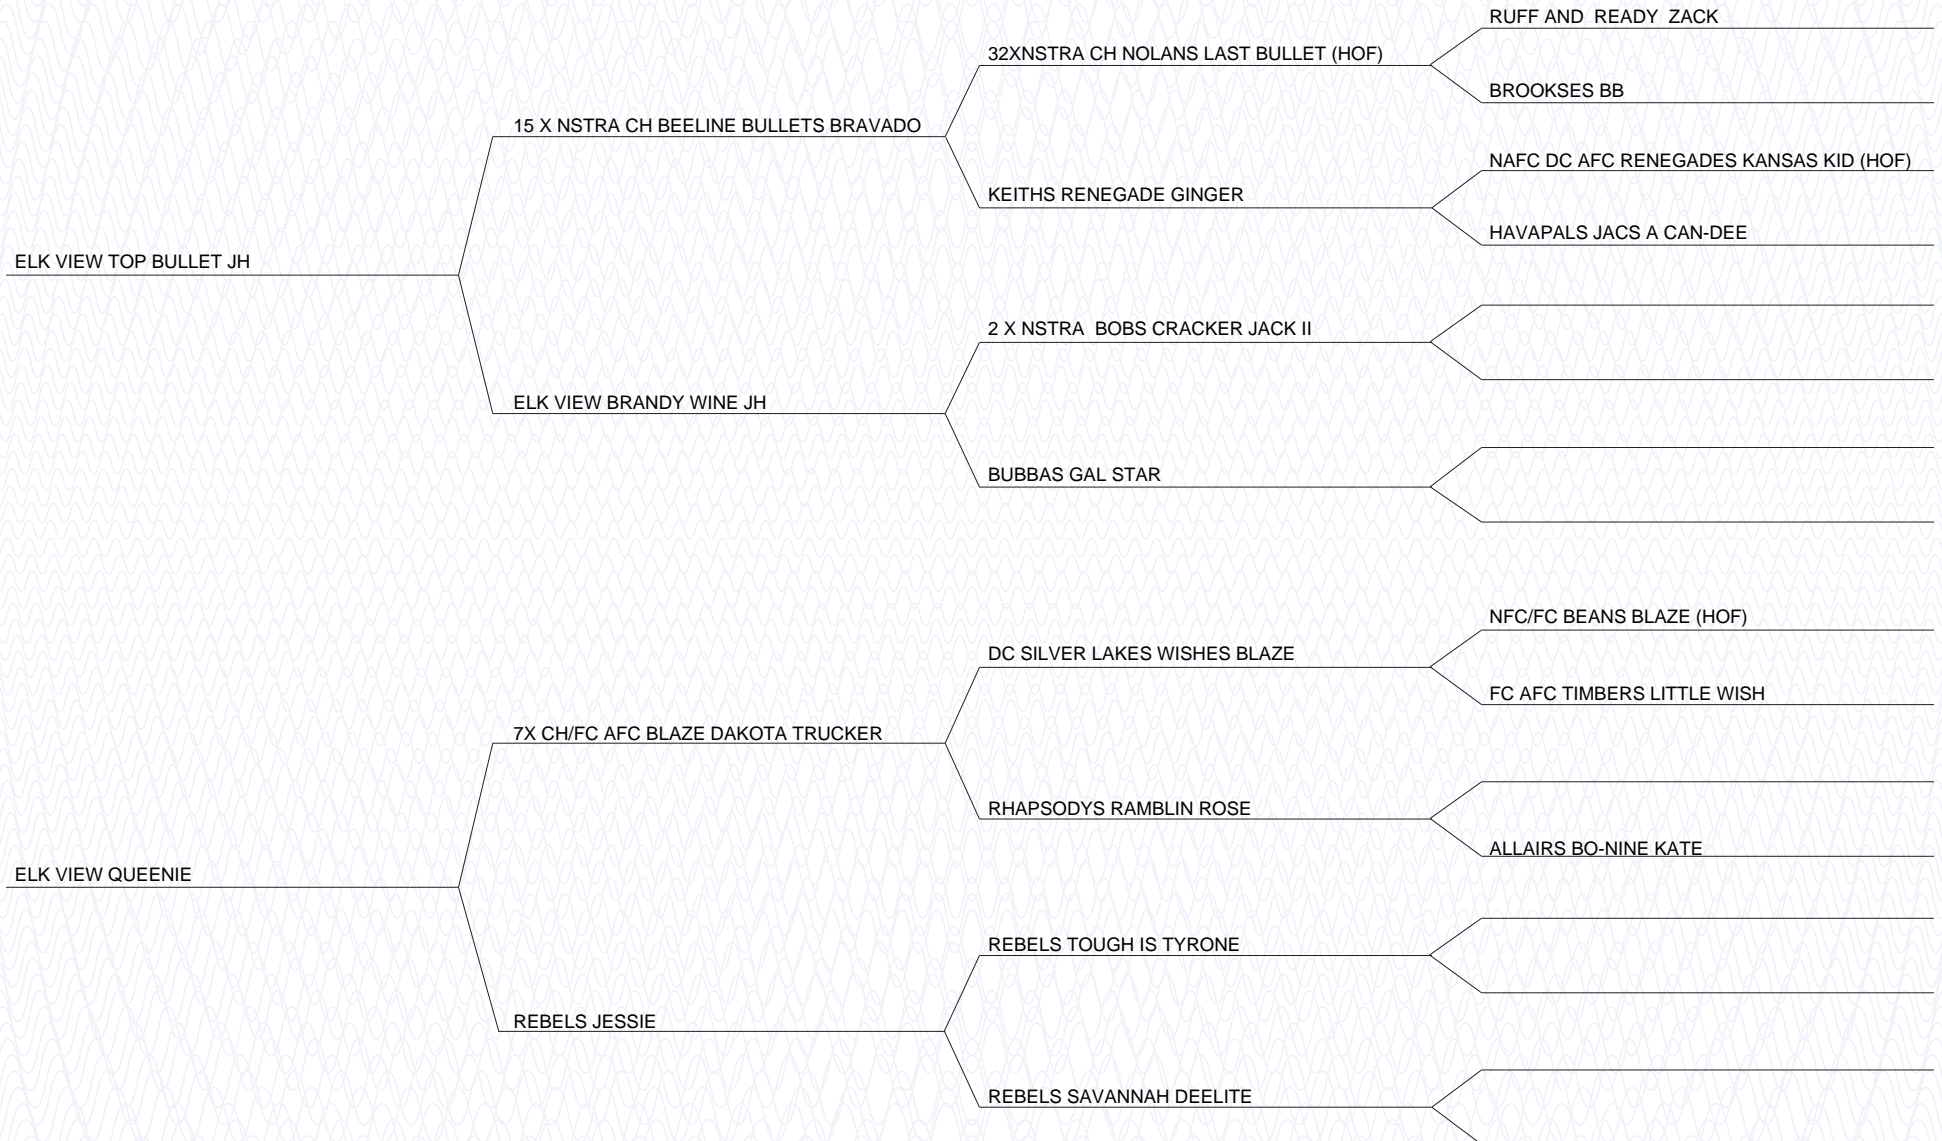 RUFF AND  READY  ZACK
32XNSTRA CH NOLANS LAST BULLET (HOF)
BROOKSES BB
15 X NSTRA CH BEELINE BULLETS BRAVADO
NAFC DC AFC RENEGADES KANSAS KID (HOF)
KEITHS RENEGADE GINGER
HAVAPALS JACS A CAN-DEE
ELK VIEW TOP BULLET JH
2 X NSTRA  BOBS CRACKER JACK II
ELK VIEW BRANDY WINE JH
BUBBAS GAL STAR
NFC/FC BEANS BLAZE (HOF)
DC SILVER LAKES WISHES BLAZE
FC AFC TIMBERS LITTLE WISH
7X CH/FC AFC BLAZE DAKOTA TRUCKER
RHAPSODYS RAMBLIN ROSE
ALLAIRS BO-NINE KATE
ELK VIEW QUEENIE
REBELS TOUGH IS TYRONE
REBELS JESSIE
REBELS SAVANNAH DEELITE